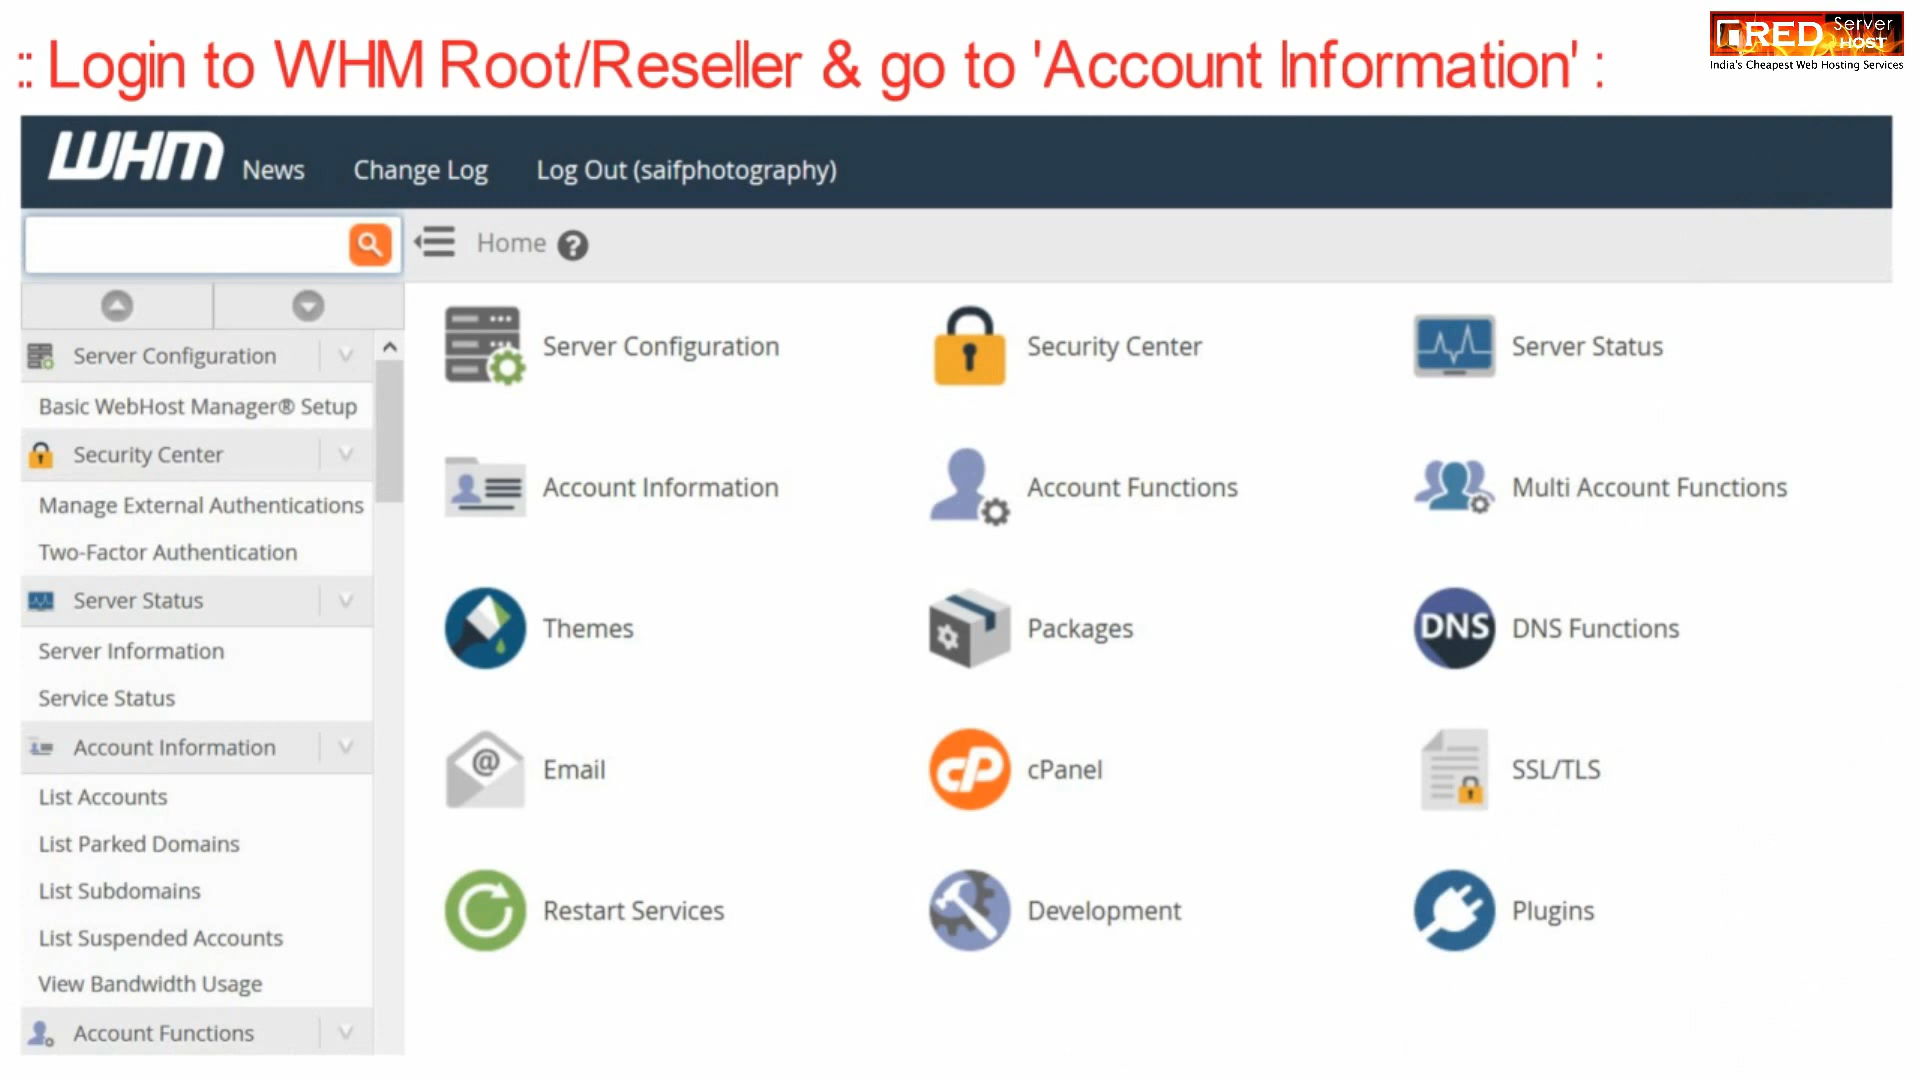 :: Login to WHM Root/Reseller & go to 'Account Information' :
RED Server
HOST
India's Cheapest Web Hosting Services
WHM News Change Log Log Out (saifphotography)
Home ?
Server Configuration
Basic WebHost Manager® Setup
Security Center
Manage External Authentications
Two-Factor Authentication
Server Status
Server Information
Service Status
Account Information
List Accounts
List Parked Domains
List Subdomains
List Suspended Accounts
View Bandwidth Usage
Account Functions
Server Configuration
Security Center
Server Status
Account Information
Account Functions
Multi Account Functions
Themes
Packages
DNS DNS Functions
@ Email
cP cPanel
SSL/TLS
Restart Services
Development
Plugins